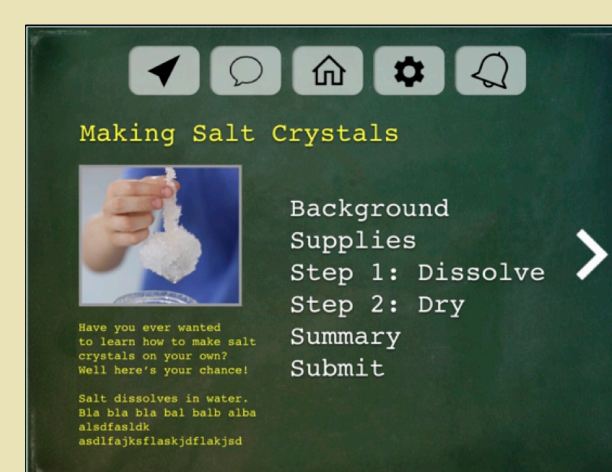 Making Salt Crystals
Background
Supplies
Step 1: Dissolve
Step 2: Dry
Summary
Submit
Have you ever wanted
to learn how to make salt
crystals on your own?
Well here's your chance!
Salt dissolves in water.
Bla bla bla bal balb alba
alsdfasldk
asdlfajksflaskjdflakjsd